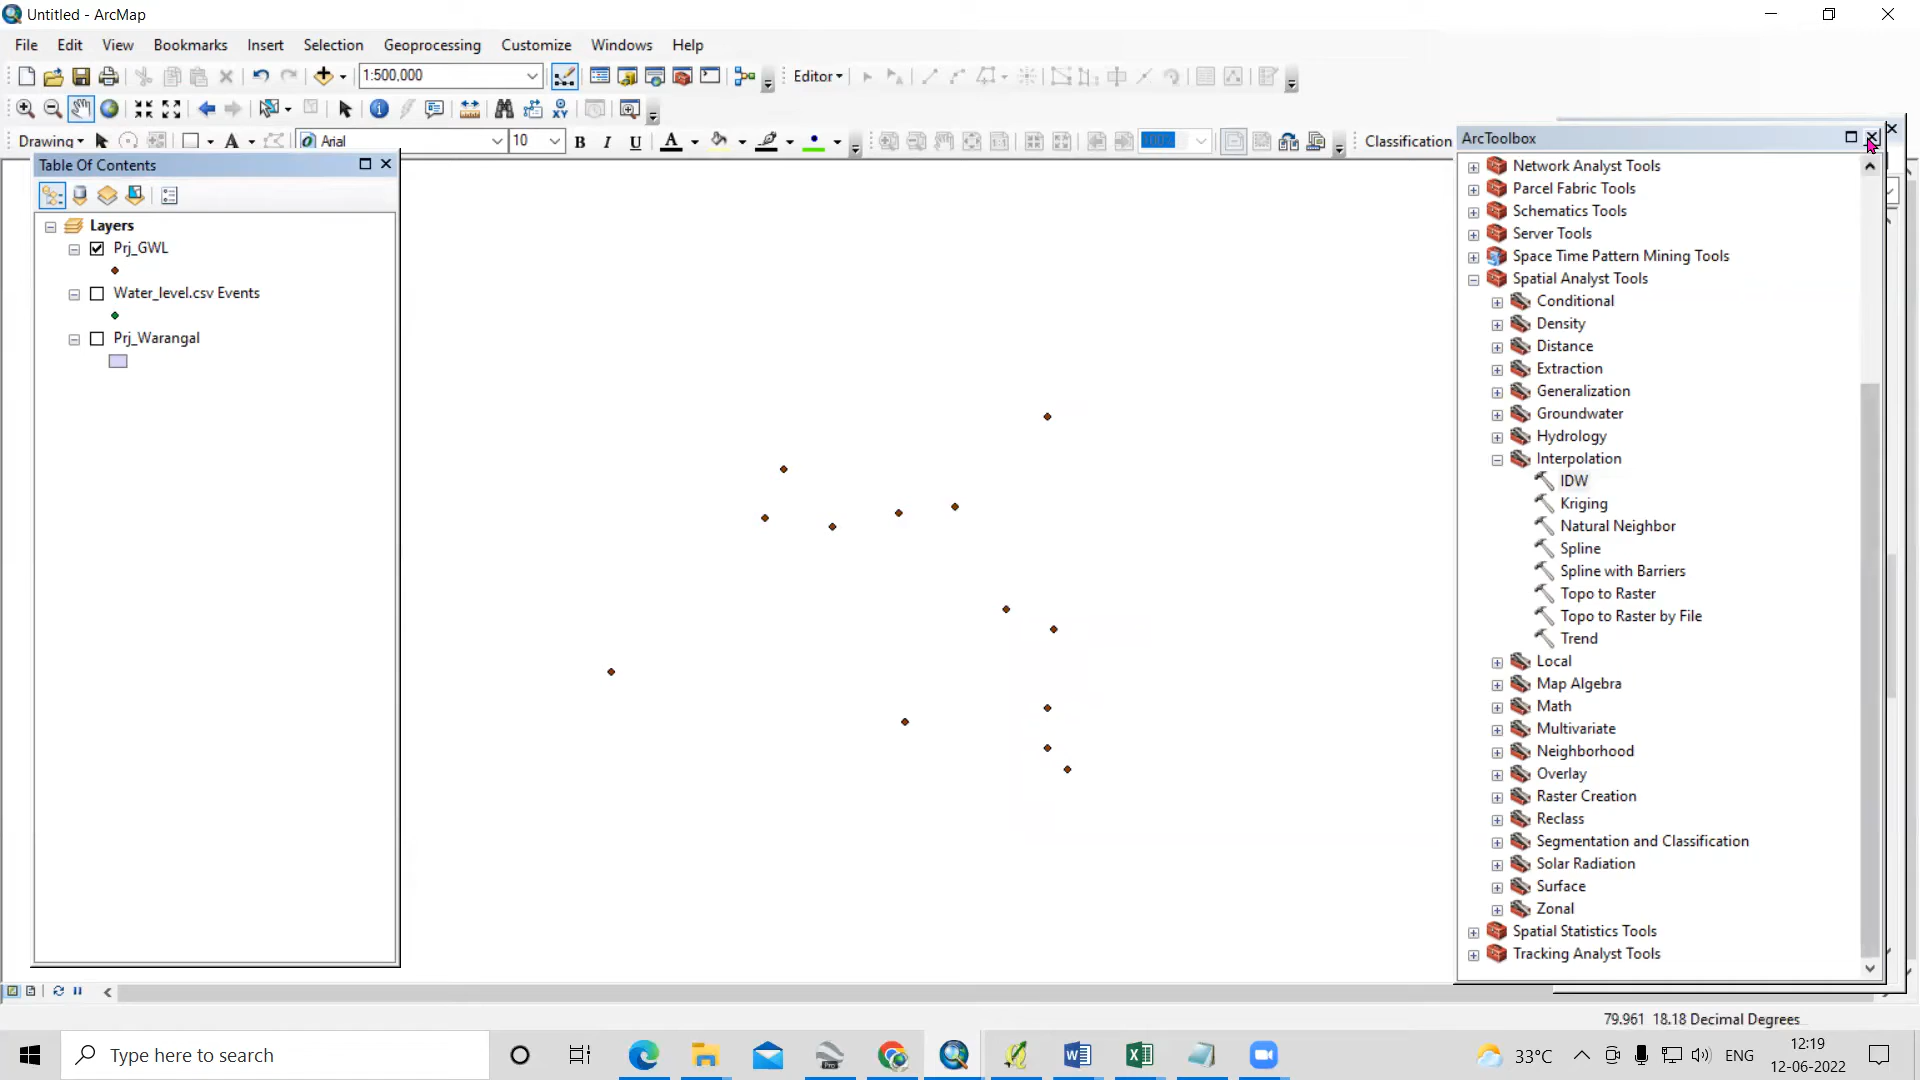 Untitled - ArcMap
File Edit View Bookmarks Insert Selection Geoprocessing Customize Windows Help
1:500,000
Editor
Drawing A Arial 10 B I U A
Classification
Table Of Contents
Layers
Prj_GWL
Water_level.csv Events
Prj_Warangal
ArcToolbox
Network Analyst Tools
Parcel Fabric Tools
Schematics Tools
Server Tools
Space Time Pattern Mining Tools
Spatial Analyst Tools
Conditional
Density
Distance
Extraction
Generalization
Groundwater
Hydrology
Interpolation
IDW
Kriging
Natural Neighbor
Spline
Spline with Barriers
Topo to Raster
Topo to Raster by File
Trend
Local
Map Algebra
Math
Multivariate
Neighborhood
Overlay
Raster Creation
Reclass
Segmentation and Classification
Solar Radiation
Surface
Zonal
Spatial Statistics Tools
Tracking Analyst Tools
79.961 18.18 Decimal Degrees
Type here to search
33°C
ENG
12:19
12-06-2022